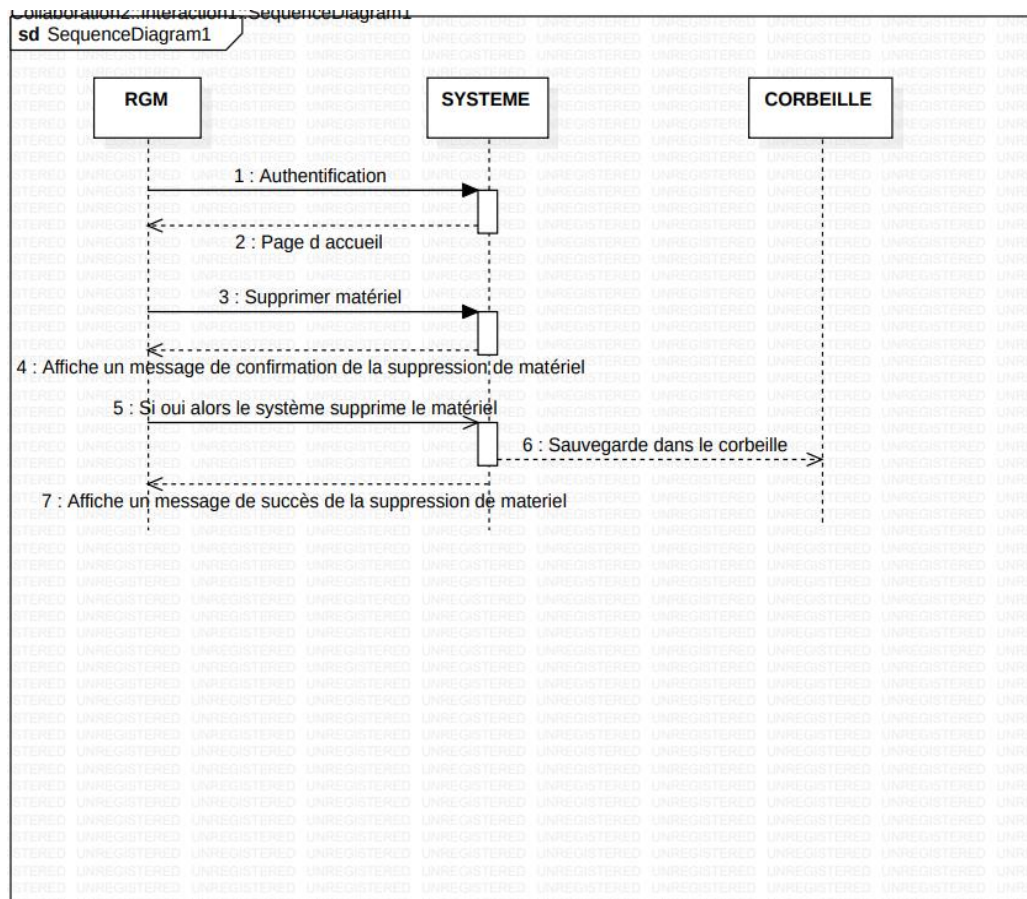 Collaboration2::Interaction1::SequenceDiagram1
sd SequenceDiagram1
RGM
SYSTEME
CORBEILLE
1 : Authentification
2 : Page d accueil
3 : Supprimer matériel
4 : Affiche un message de confirmation de la suppression de matériel
5 : Si oui alors le système supprime le matériel
6 : Sauvegarde dans le corbeille
7 : Affiche un message de succès de la suppression de materiel
UNREGISTERED